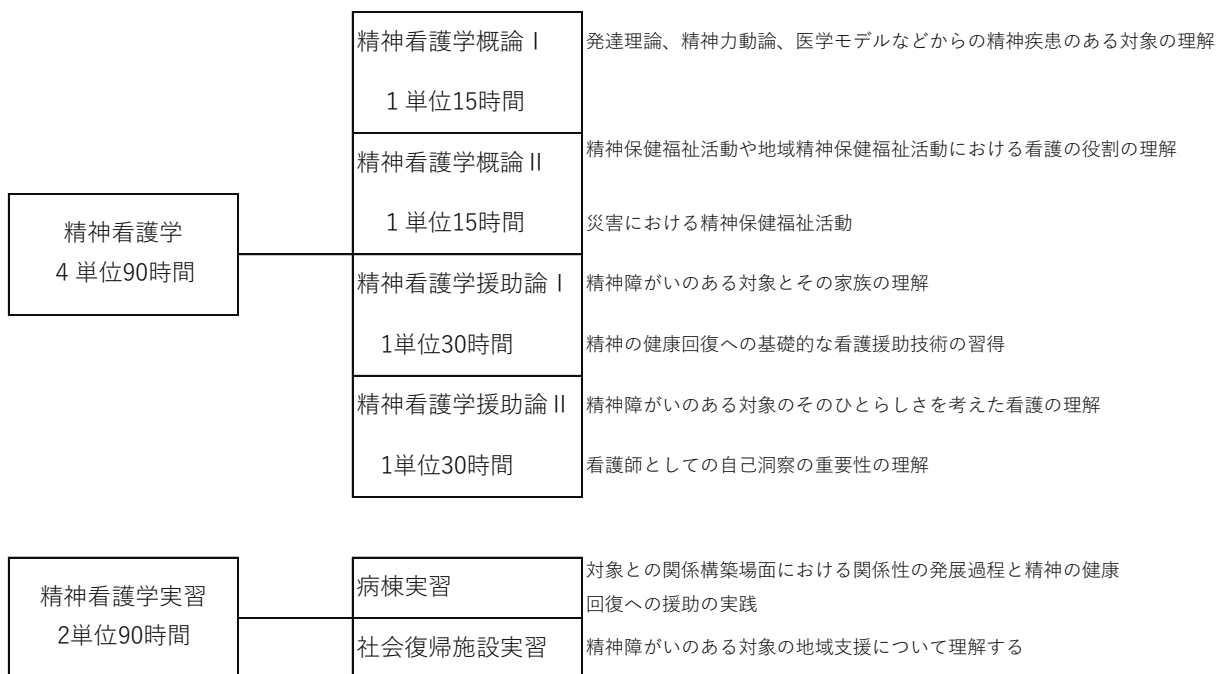 精神看護学概論Ⅰ
発達理論、精神力動論、医学モデルなどからの精神疾患のある対象の理解
1単位15時間
精神看護学概論Ⅱ
精神保健福祉活動や地域精神保健福祉活動における看護の役割の理解
1単位15時間
災害における精神保健福祉活動
精神看護学
4単位90時間
精神看護学援助論Ⅰ
精神障がいのある対象とその家族の理解
1単位30時間
精神の健康回復への基礎的な看護援助技術の習得
精神看護学援助論Ⅱ
精神障がいのある対象のそのひとらしさを考えた看護の理解
1単位30時間
看護師としての自己洞察の重要性の理解
精神看護学実習
2単位90時間
病棟実習
対象との関係構築場面における関係性の発展過程と精神の健康
回復への援助の実践
社会復帰施設実習
精神障がいのある対象の地域支援について理解する